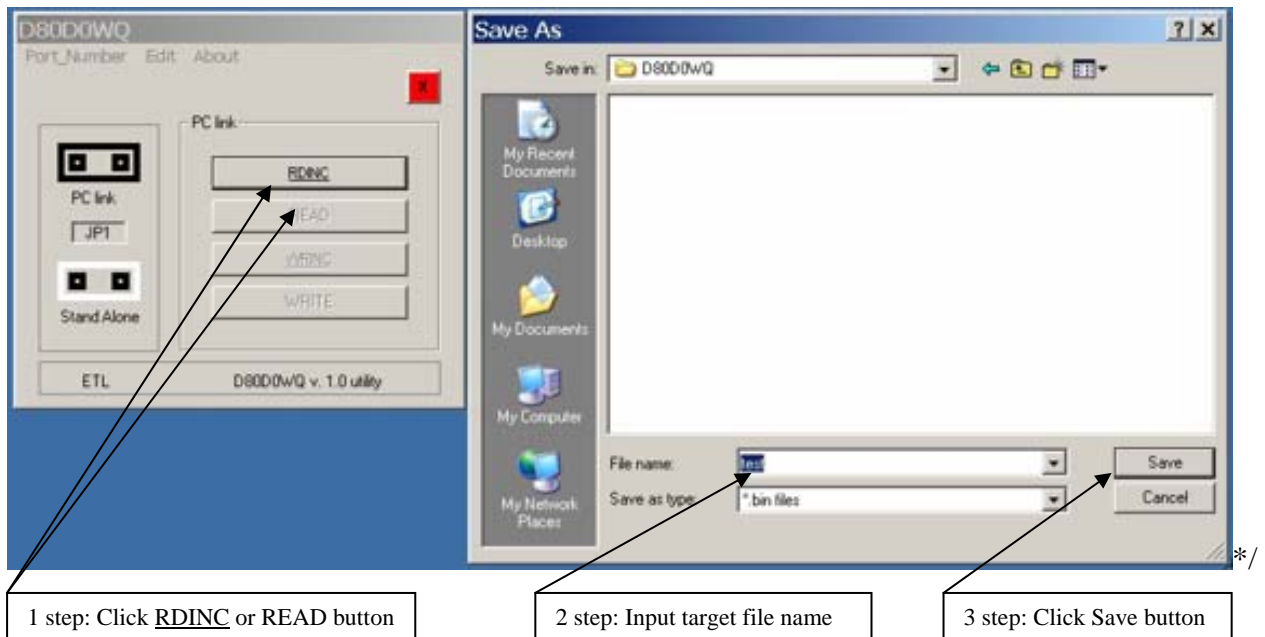 D80D0WQ
Port_Number Edit About
X
PC link
RDINC
READ
WRINC
WRITE
PC link
JP1
Stand Alone
ETL D80D0WQ v. 1.0 utility
Save As
Save in: D80D0WQ
My Recent
Documents
Desktop
My Documents
My Computer
My Network
Places
File name: test
Save
Save as type: *.bin files
Cancel
*/
1 step: Click RDINC or READ button
2 step: Input target file name
3 step: Click Save button